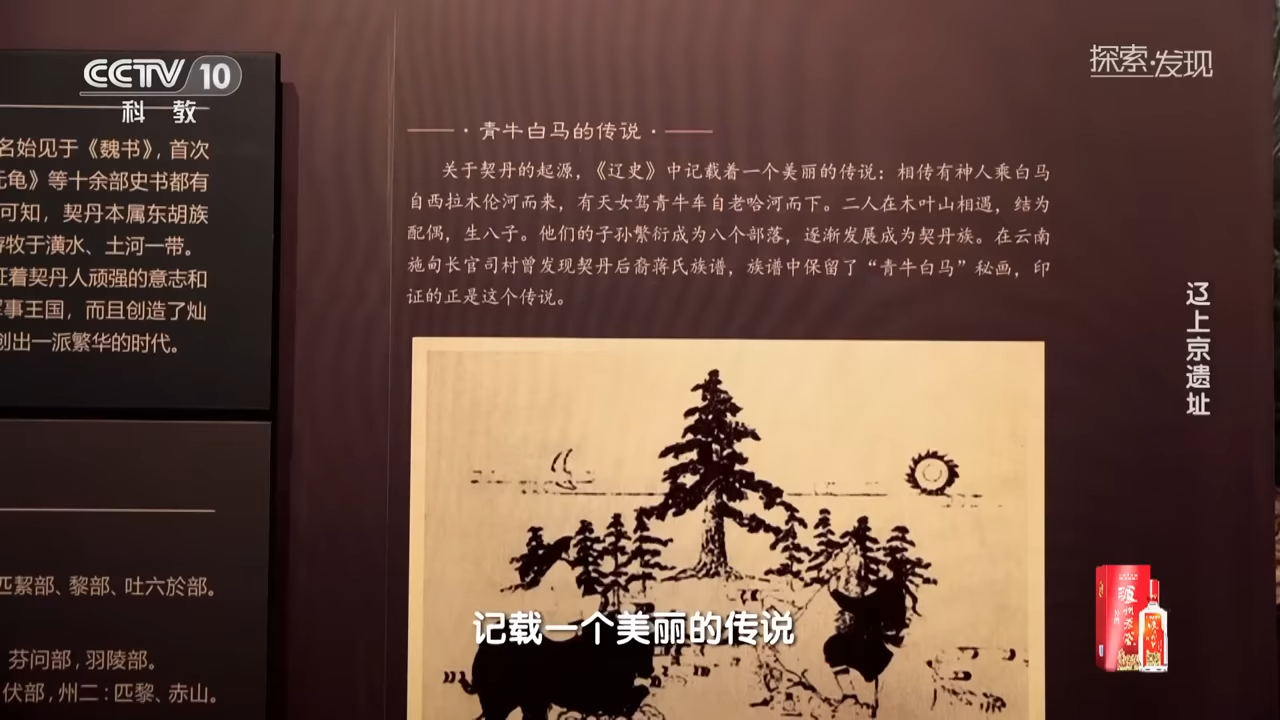 CCTV 10
科 教
探索·发现
名始见于《魏书》，首次
元龟》等十余部史书都有
可知，契丹本属东胡族
游牧于潢水、土河一带。
证着契丹人顽强的意志和
军事王国，而且创造了灿
创出一派繁华的时代。
匹絜部、黎部、吐六於部。
芬问部，羽陵部。
伏部，州二：匹黎、赤山。
·青牛白马的传说·
关于契丹的起源，《辽史》中记载着一个美丽的传说：相传有神人乘白马
自西拉木伦河而来，有天女驾青牛车自老哈河而下。二人在木叶山相遇，结为
配偶，生八子。他们的子孙繁衍成为八个部落，逐渐发展成为契丹族。在云南
施甸长官司村曾发现契丹后裔蒋氏族谱，族谱中保留了“青牛白马”秘画，印
证的正是这个传说。
辽上京遗址
记载一个美丽的传说